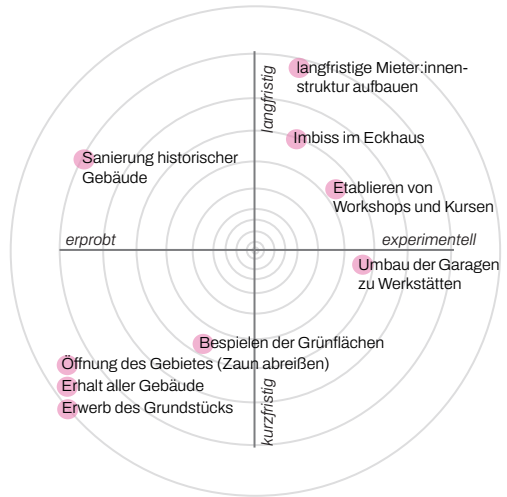 langfristige Mieter:innen-
struktur aufbauen
langfristig
Imbiss im Eckhaus
Sanierung historischer
Gebäude
Etablieren von
Workshops und Kursen
erprobt
experimentell
Umbau der Garagen
zu Werkstätten
Bespielen der Grünflächen
Öffnung des Gebietes (Zaun abreißen)
Erhalt aller Gebäude
Erwerb des Grundstücks
kurzfristig